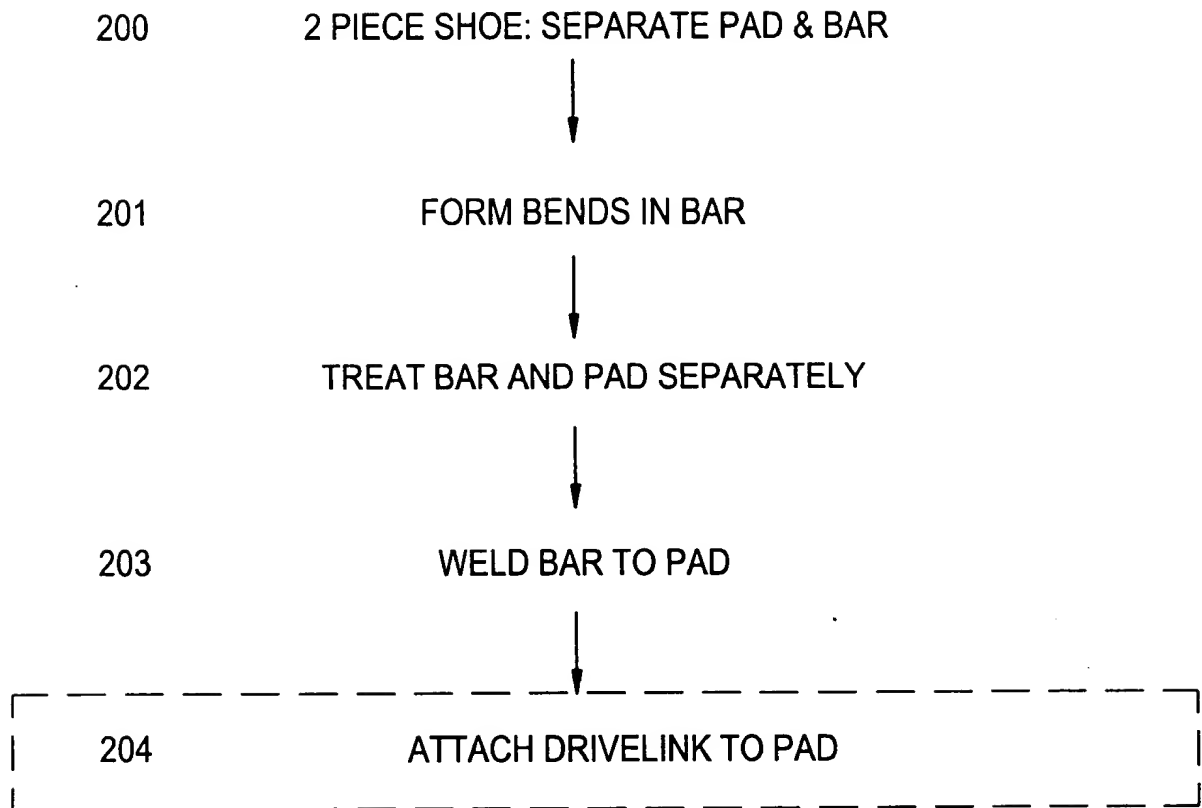 200 2 PIECE SHOE: SEPARATE PAD & BAR
201 FORM BENDS IN BAR
202 TREAT BAR AND PAD SEPARATELY
203 WELD BAR TO PAD
204 ATTACH DRIVELINK TO PAD